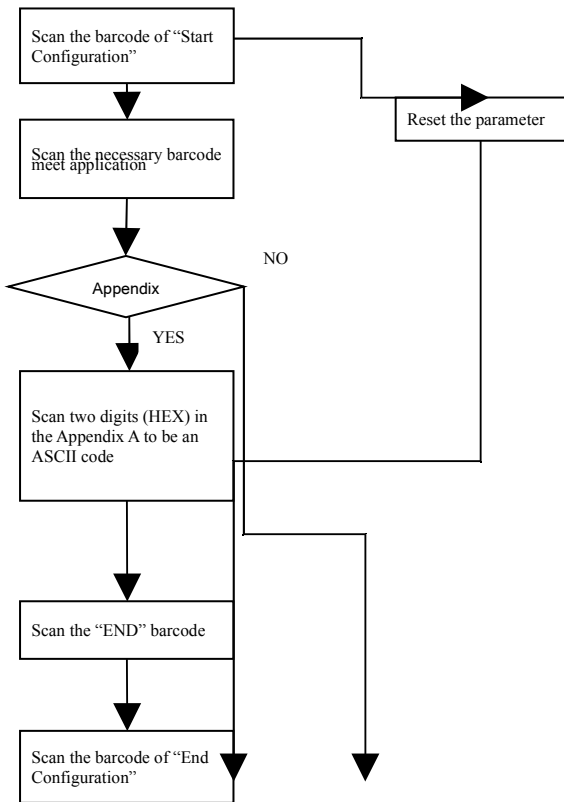 Scan the barcode of “Start
Configuration”
Reset the parameter
Scan the necessary barcode
meet application
NO
Appendix
YES
Scan two digits (HEX) in
the Appendix A to be an
ASCII code
Scan the “END” barcode
Scan the barcode of “End
Configuration”